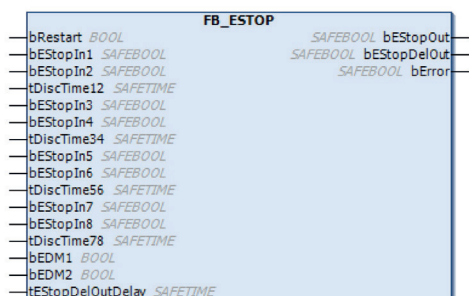 FB_ESTOP
bRestart BOOL SAFEBOOL bEStopOut
bEStopIn1 SAFEBOOL SAFEBOOL bEStopDelOut
bEStopIn2 SAFEBOOL SAFEBOOL bError
tDiscTime12 SAFETIME
bEStopIn3 SAFEBOOL
bEStopIn4 SAFEBOOL
tDiscTime34 SAFETIME
bEStopIn5 SAFEBOOL
bEStopIn6 SAFEBOOL
tDiscTime56 SAFETIME
bEStopIn7 SAFEBOOL
bEStopIn8 SAFEBOOL
tDiscTime78 SAFETIME
bEDM1 BOOL
bEDM2 BOOL
tEStopDelOutDelay SAFETIME